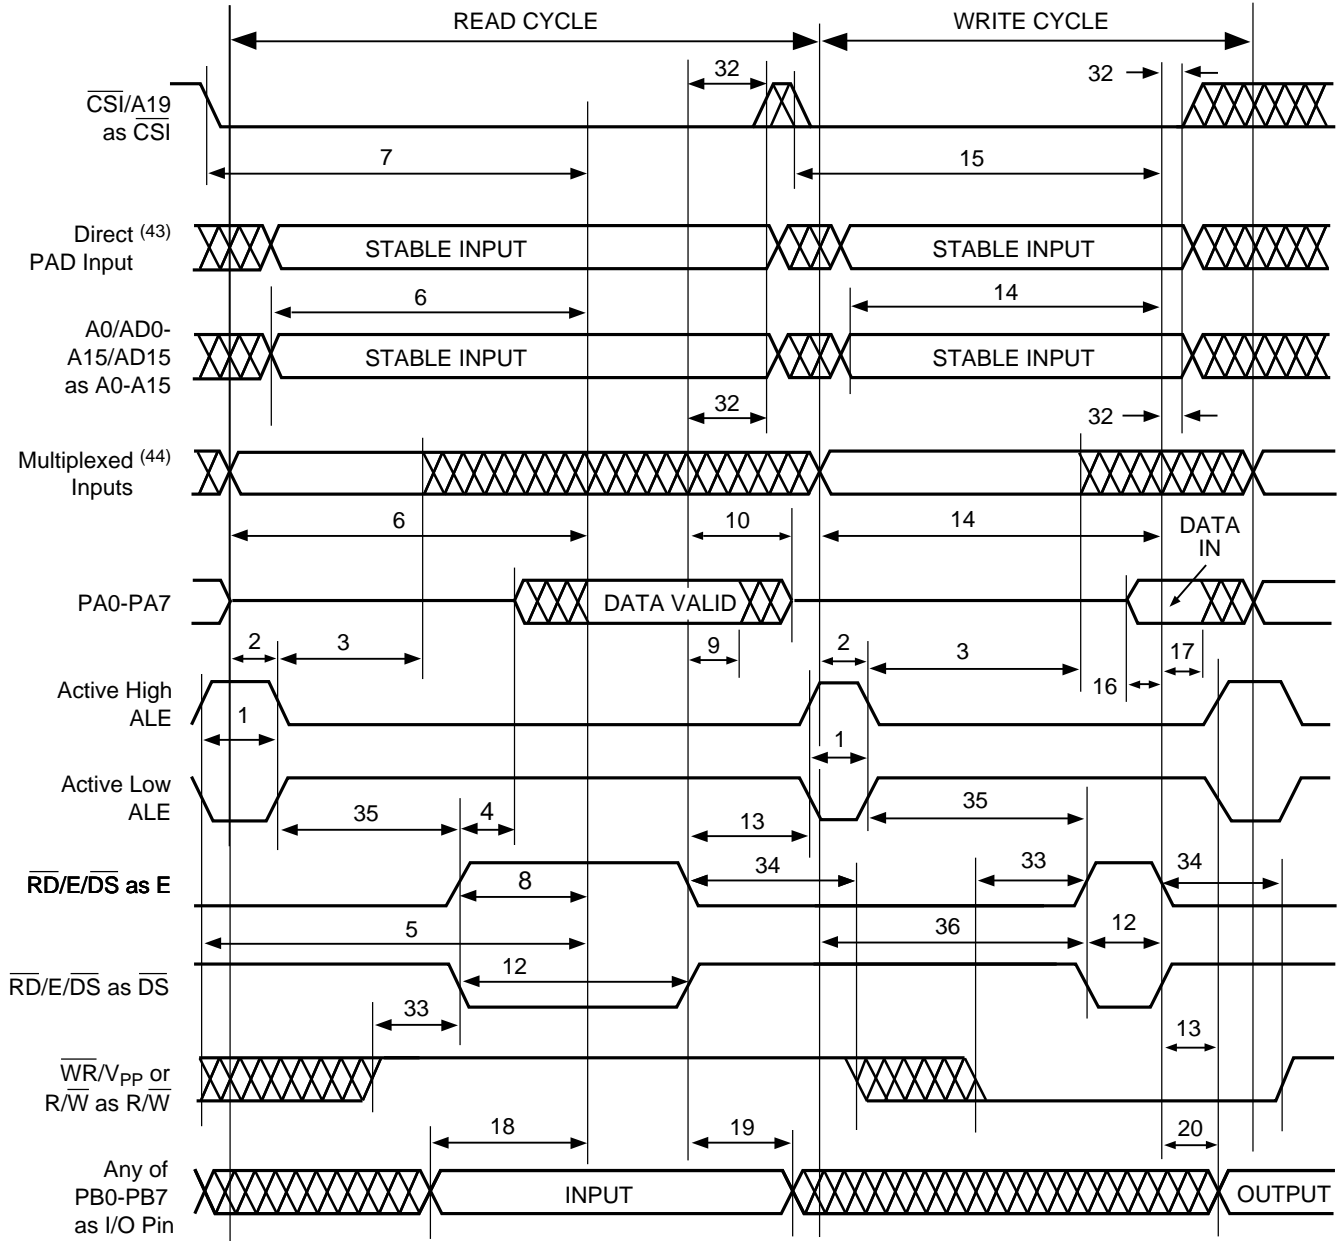 READ CYCLE
WRITE CYCLE
32
32
CSI/A19
as CSI
7
15
Direct (43)
PAD Input
STABLE INPUT
STABLE INPUT
6
14
A0/AD0-
A15/AD15
as A0-A15
STABLE INPUT
STABLE INPUT
32
32
Multiplexed (44)
Inputs
6
10
14
DATA
IN
PA0-PA7
DATA VALID
2
3
9
2
3
16
17
Active High
ALE
1
1
Active Low
ALE
35
4
13
35
RD/E/DS as E
8
34
33
34
5
36
12
RD/E/DS as DS
12
33
13
WR/VPP or
R/W as R/W
18
19
20
Any of
PB0-PB7
as I/O Pin
INPUT
OUTPUT